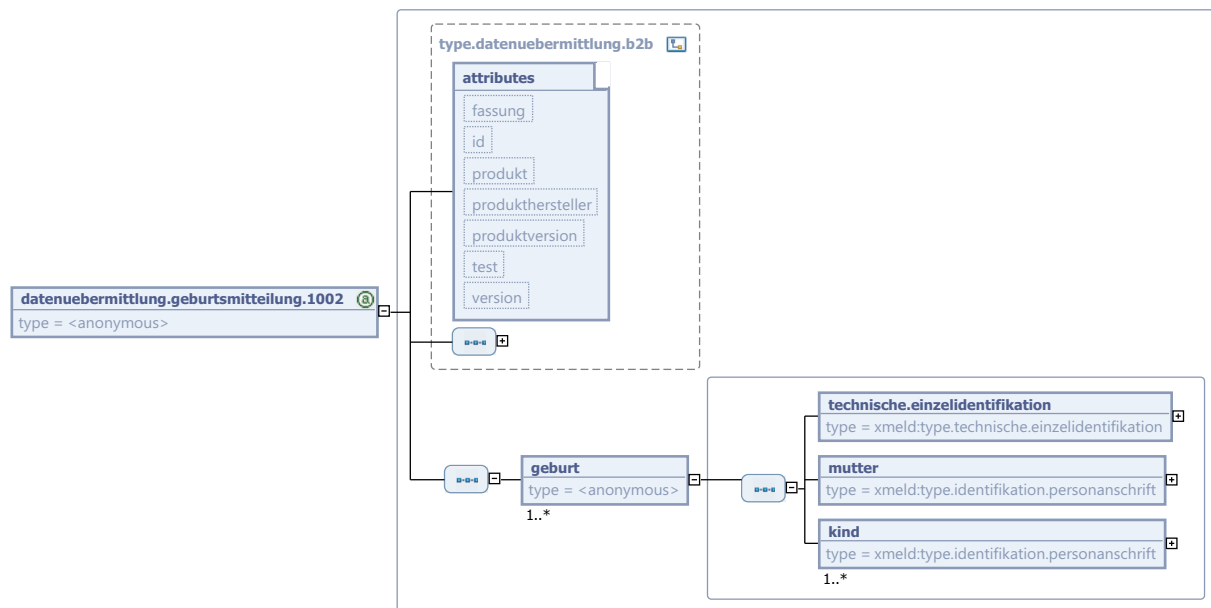 type.datenuebermittlung.b2b
attributes
fassung
id
produkt
produkthersteller
produktversion
test
version
datenuebermittlung.geburtsmitteilung.1002 a
type = <anonymous>
geburt
type = <anonymous>
1..*
technische.einzelidentifikation
type = xmeld:type.technische.einzelidentifikation
mutter
type = xmeld:type.identifikation.personanschrift
kind
type = xmeld:type.identifikation.personanschrift
1..*